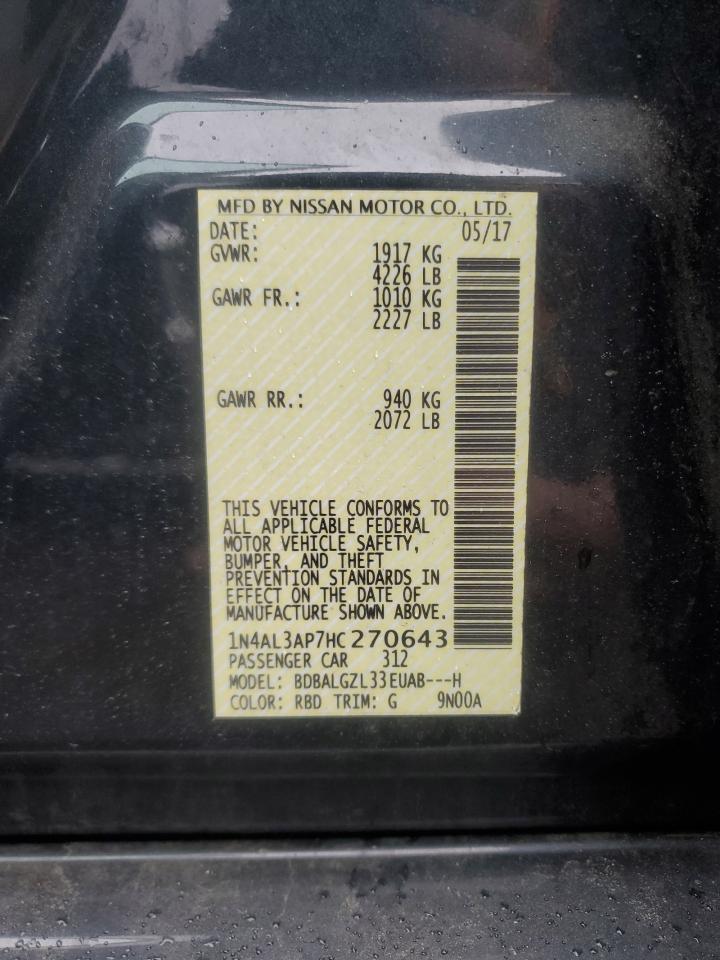 MFD BY NISSAN MOTOR CO., LTD.
DATE: 05/17
GVWR: 1917 KG
4226 LB
GAWR FR.: 1010 KG
2227 LB
GAWR RR.: 940 KG
2072 LB
THIS VEHICLE CONFORMS TO
ALL APPLICABLE FEDERAL
MOTOR VEHICLE SAFETY,
BUMPER, AND THEFT
PREVENTION STANDARDS IN
EFFECT ON THE DATE OF
MANUFACTURE SHOWN ABOVE.
1N4AL3AP7HC270643
PASSENGER CAR 312
MODEL: BDBALGZL33EUAB---H
COLOR: RBD TRIM: G 9N00A